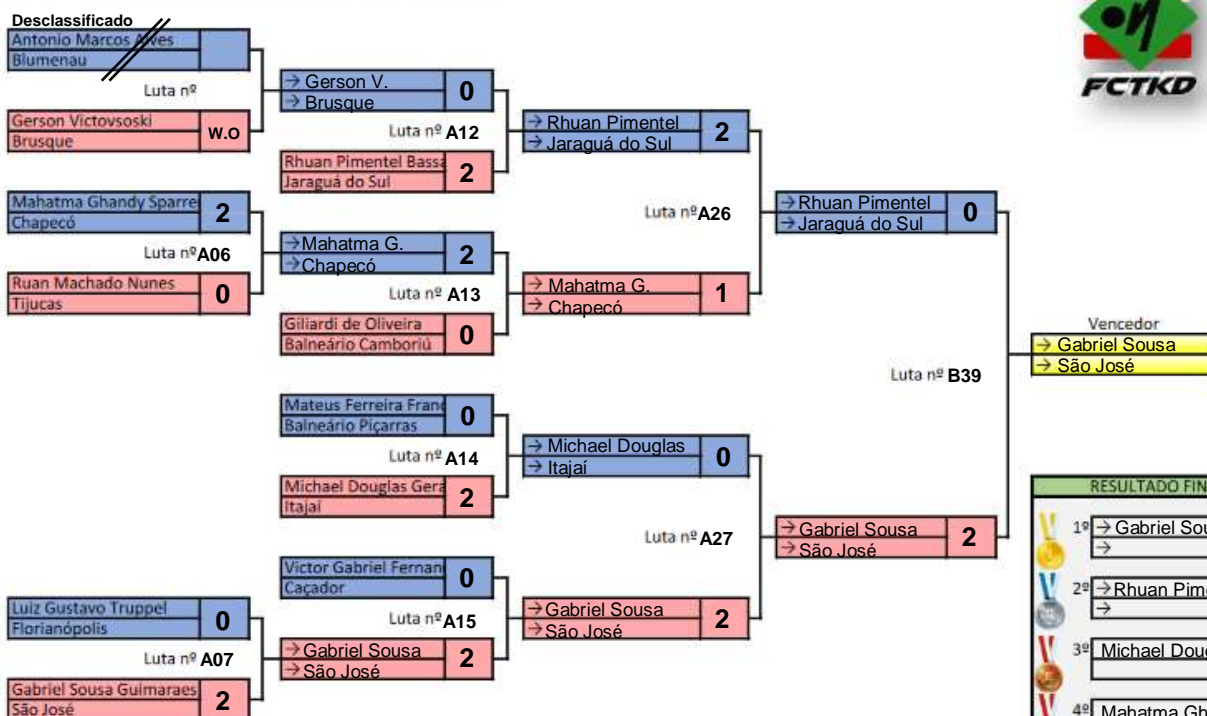 Desclassificado
Antonio Marcos Alves
Blumenau
Luta nº
Gerson Victovsoski
Brusque
W.O
Mahatma Ghandy Sparre
Chapecó
2
Luta nº A06
Ruan Machado Nunes
Tijucas
0
Luiz Gustavo Truppel
Florianópolis
0
Luta nº A07
Gabriel Sousa Guimaraes
São José
2
→ Gerson V.
→ Brusque
0
Luta nº A12
Rhuan Pimentel Bassa
Jaraguá do Sul
2
→ Mahatma G.
→ Chapecó
2
Luta nº A13
Giliardi de Oliveira
Balneário Camboriú
0
Mateus Ferreira Franc
Balneário Piçarras
0
Luta nº A14
Michael Douglas Gera
Itajaí
2
Victor Gabriel Fernan
Caçador
0
Luta nº A15
→ Gabriel Sousa
→ São José
2
→ Rhuan Pimentel
→ Jaraguá do Sul
2
Luta nº A26
→ Mahatma G.
→ Chapecó
1
→ Michael Douglas
→ Itajaí
0
Luta nº A27
→ Gabriel Sousa
→ São José
2
→ Rhuan Pimentel
→ Jaraguá do Sul
0
Luta nº B39
→ Gabriel Sousa
→ São José
2
FCTKD
Vencedor
→ Gabriel Sousa
→ São José
RESULTADO FIN
1º → Gabriel Sou
→
2º → Rhuan Pime
→
3º Michael Doug
4º Mahatma Gh